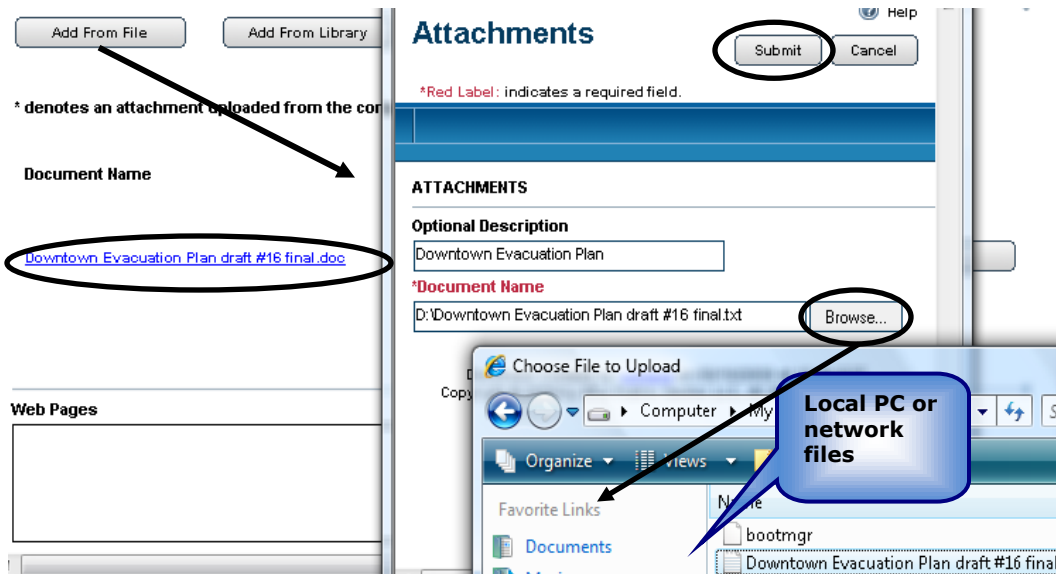 Add From File
Add From Library
* denotes an attachment uploaded from the cor
Document Name
Downtown Evacuation Plan draft #16 final.doc
Web Pages
Help
Attachments
Submit
Cancel
*Red Label: indicates a required field.
ATTACHMENTS
Optional Description
Downtown Evacuation Plan
*Document Name
D:\Downtown Evacuation Plan draft #16 final.txt
Browse...
Copy
Choose File to Upload
Computer
My
Organize
Views
Local PC or
network
files
Favorite Links
Documents
Name
bootmgr
Downtown Evacuation Plan draft #16 final